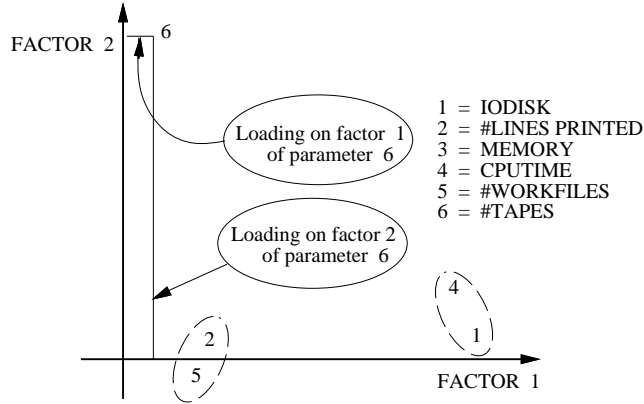 6
FACTOR 2
Loading on factor 1
of parameter 6
1 = IODISK
2 = #LINES PRINTED
3 = MEMORY
4 = CPUTIME
5 = #WORKFILES
6 = #TAPES
Loading on factor 2
of parameter 6
4
2
1
5
FACTOR 1